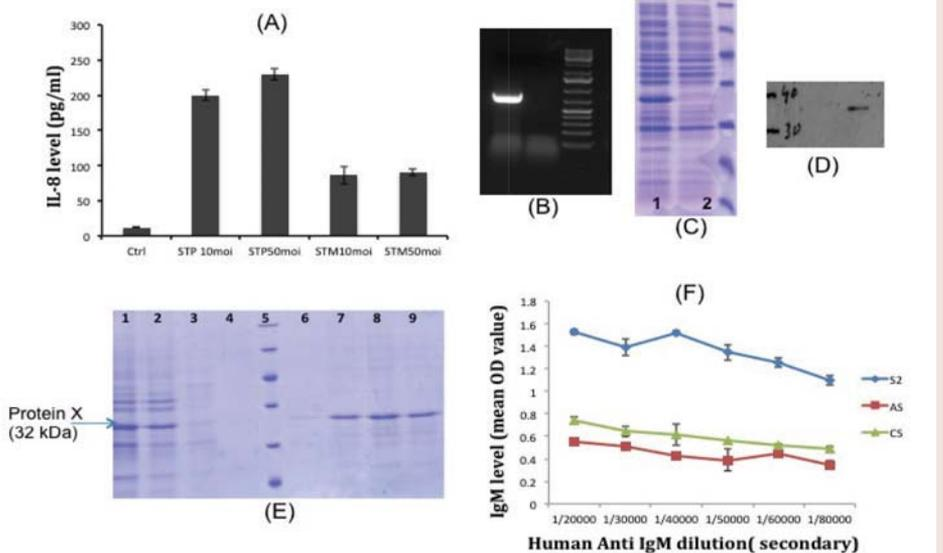 (A)
IL-8 level (pg/ml)
300
250
200
150
100
50
0
Ctrl STP 10moi STP50moi STM10moi STM50moi
(B)
1 2
(C)
40
30
(D)
1 2 3 4 5 6 7 8 9
Protein X
(32 kDa)
(E)
(F)
IgM level (mean OD value)
1.8
1.6
1.4
1.2
1
0.8
0.6
0.4
0.2
0
1/20000 1/30000 1/40000 1/50000 1/60000 1/80000
Human Anti IgM dilution( secondary)
S2
AS
CS